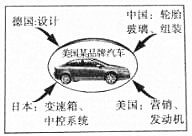 德国:设计
中国:轮胎
玻璃、组装
美国某品牌汽车
日本:变速箱、
中控系统
美国:营销、
发动机